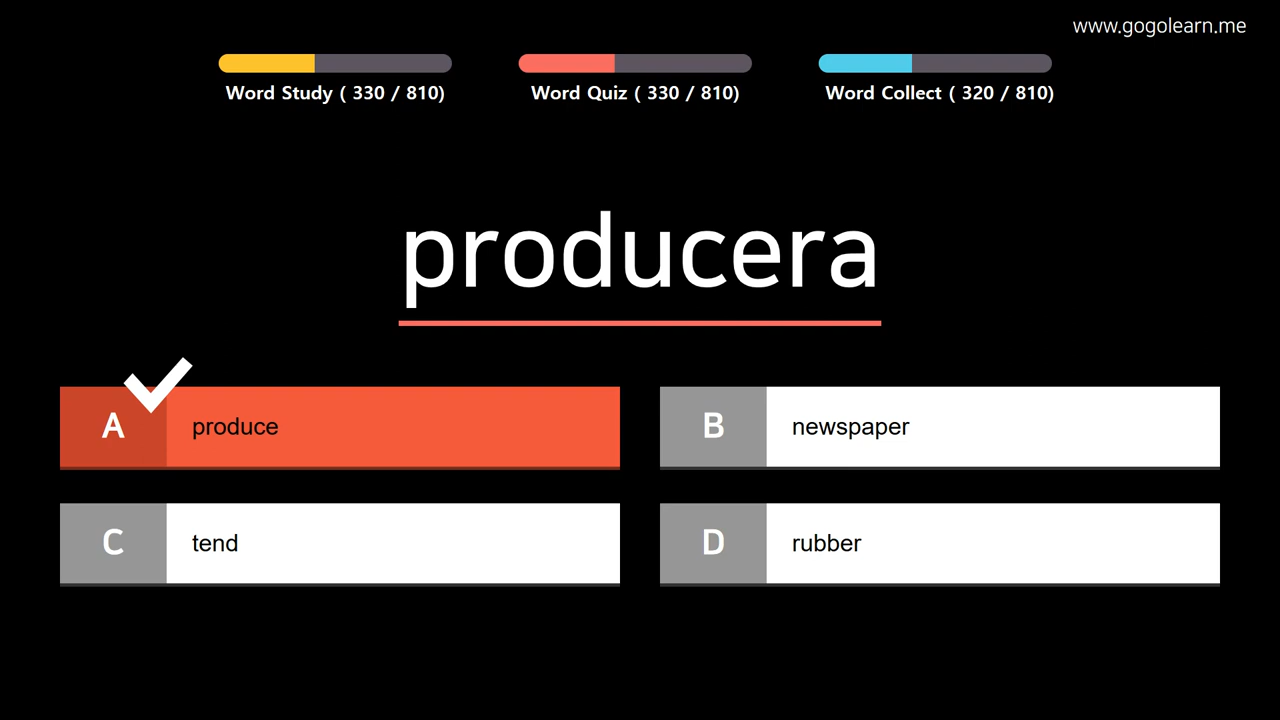 www.gogolearn.me
Word Study ( 330 / 810)
Word Quiz ( 330 / 810)
Word Collect ( 320 / 810)
producera
A produce
B newspaper
C tend
D rubber